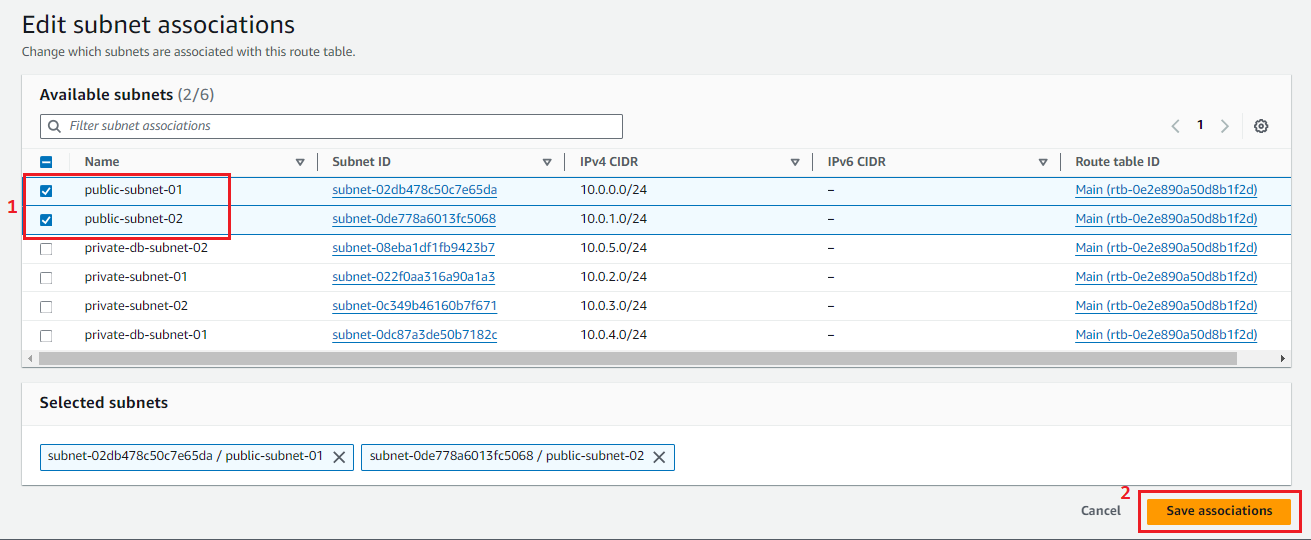 Edit subnet associations
Change which subnets are associated with this route table.
Available subnets (2/6)
Filter subnet associations
1
Name Subnet ID IPv4 CIDR IPv6 CIDR Route table ID
1
public-subnet-01 subnet-02db478c50c7e65da 10.0.0.0/24 – Main (rtb-0e2e890a50d8b1f2d)
public-subnet-02 subnet-0de778a6013fc5068 10.0.1.0/24 – Main (rtb-0e2e890a50d8b1f2d)
private-db-subnet-02 subnet-08eba1df1fb9423b7 10.0.5.0/24 – Main (rtb-0e2e890a50d8b1f2d)
private-subnet-01 subnet-022f0aa316a90a1a3 10.0.2.0/24 – Main (rtb-0e2e890a50d8b1f2d)
private-subnet-02 subnet-0c349b46160b7f671 10.0.3.0/24 – Main (rtb-0e2e890a50d8b1f2d)
private-db-subnet-01 subnet-0dc87a3de50b7182c 10.0.4.0/24 – Main (rtb-0e2e890a50d8b1f2d)
Selected subnets
subnet-02db478c50c7e65da / public-subnet-01 subnet-0de778a6013fc5068 / public-subnet-02
2
Cancel Save associations